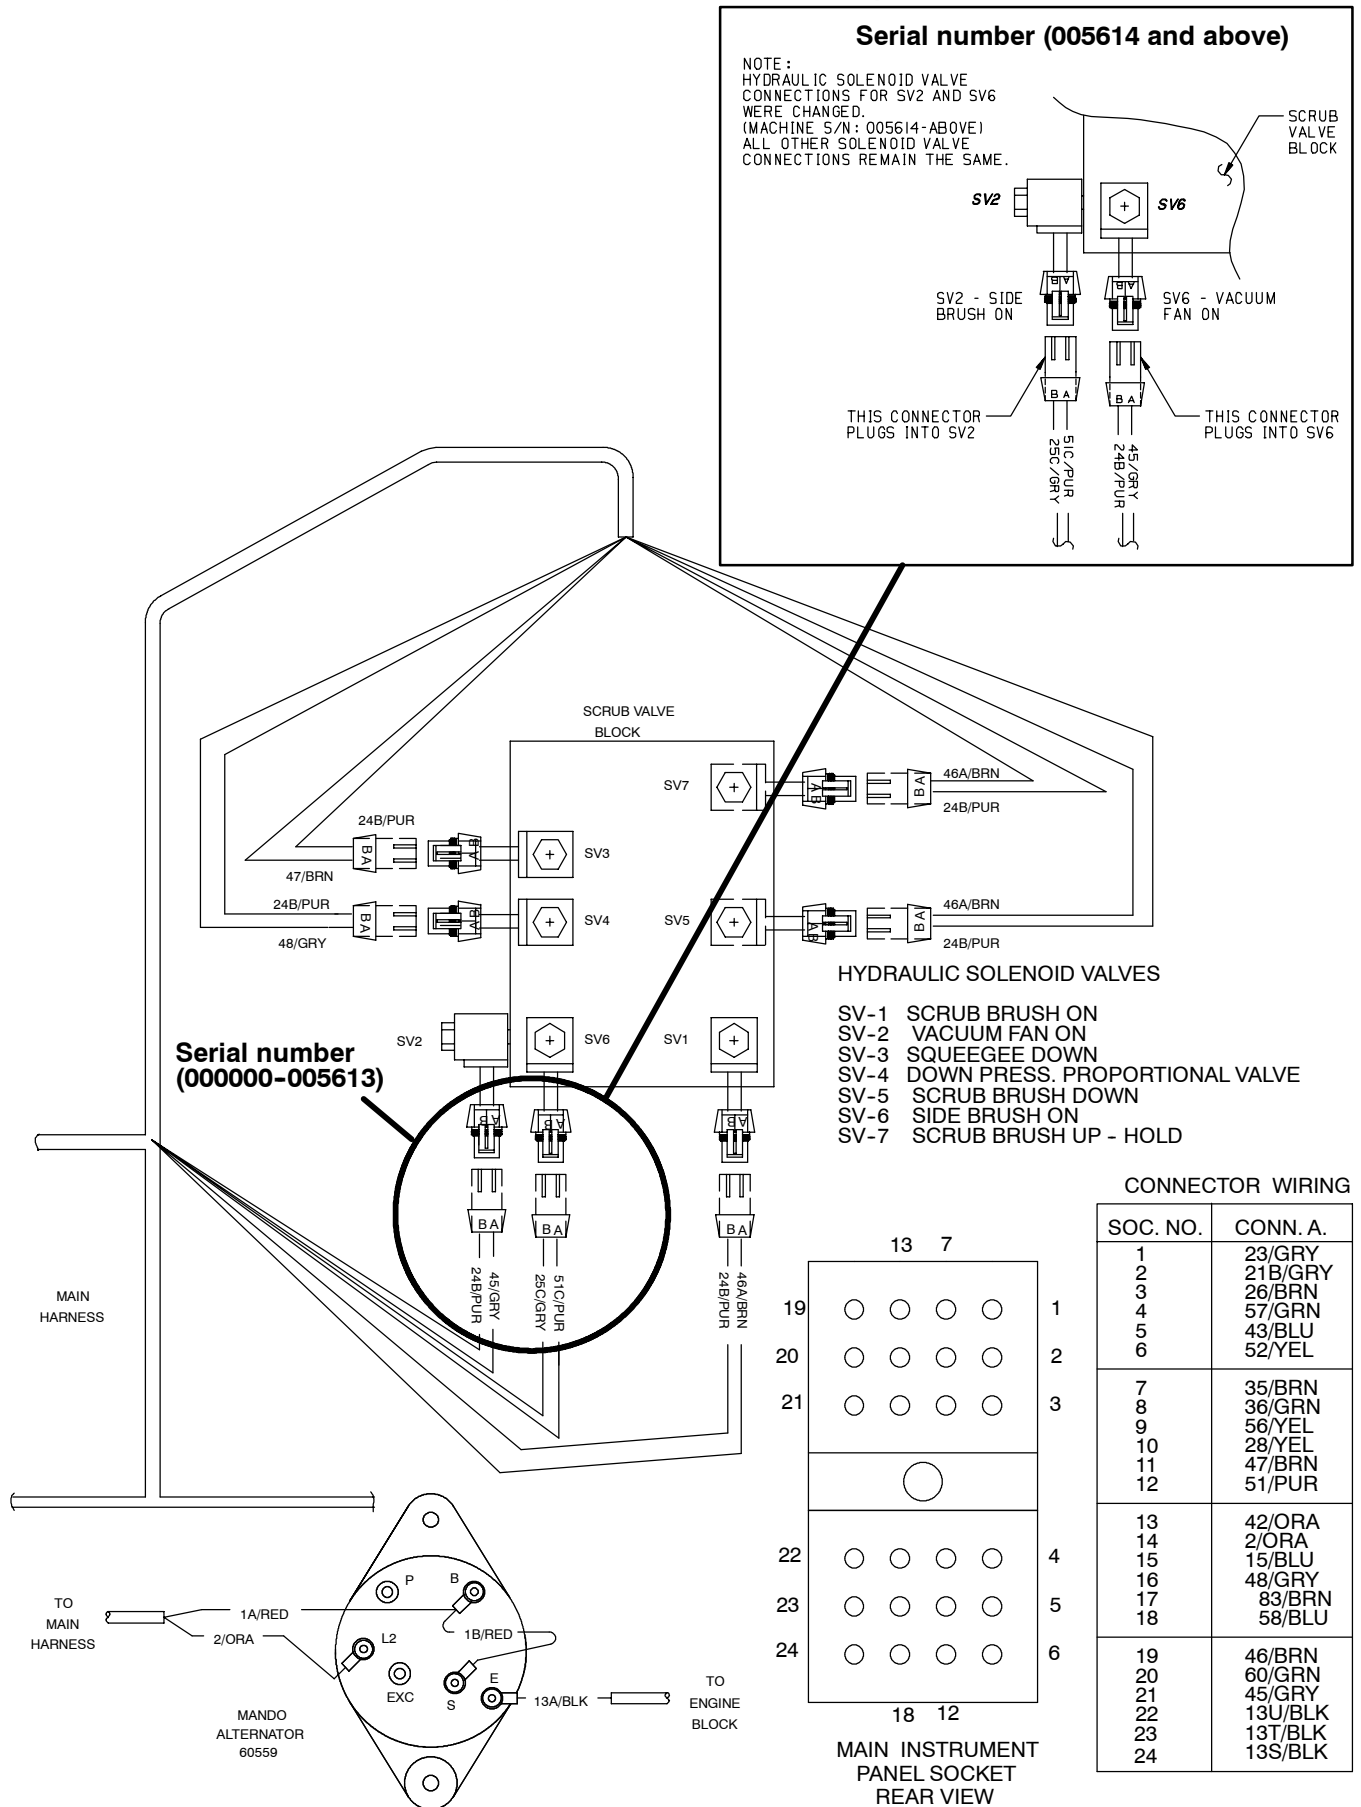 Serial number (005614 and above)
NOTE:
HYDRAULIC SOLENOID VALVE
CONNECTIONS FOR SV2 AND SV6
WERE CHANGED.
(MACHINE S/N: 005614-ABOVE)
ALL OTHER SOLENOID VALVE
CONNECTIONS REMAIN THE SAME.
SCRUB
VALVE
BLOCK
SV2
SV6
B A
B A
SV2 - SIDE
BRUSH ON
SV6 - VACUUM
FAN ON
B A
B A
THIS CONNECTOR
PLUGS INTO SV2
THIS CONNECTOR
PLUGS INTO SV6
51C/PUR
25C/GRY
45/GRY
24B/PUR
SCRUB VALVE
BLOCK
SV7
A B
B A
46A/BRN
24B/PUR
24B/PUR
B A
B A
SV3
47/BRN
24B/PUR
B A
B A
SV4
48/GRY
SV5
A B
B A
46A/BRN
24B/PUR
HYDRAULIC SOLENOID VALVES
SV-1 SCRUB BRUSH ON
SV-2 VACUUM FAN ON
SV-3 SQUEEGEE DOWN
SV-4 DOWN PRESS. PROPORTIONAL VALVE
SV-5 SCRUB BRUSH DOWN
SV-6 SIDE BRUSH ON
SV-7 SCRUB BRUSH UP - HOLD
Serial number
(000000-005613)
SV2
SV6
SV1
B A
B A
B A
B A
B A
B A
24B/PUR
45/GRY
25C/GRY
51C/PUR
24B/PUR
46A/BRN
MAIN
HARNESS
CONNECTOR WIRING
SOC. NO. CONN. A.
1 23/GRY
2 21B/GRY
3 26/BRN
4 57/GRN
5 43/BLU
6 52/YEL
7 35/BRN
8 36/GRN
9 56/YEL
10 28/YEL
11 47/BRN
12 51/PUR
13 42/ORA
14 2/ORA
15 15/BLU
16 48/GRY
17 83/BRN
18 58/BLU
19 46/BRN
20 60/GRN
21 45/GRY
22 13U/BLK
23 13T/BLK
24 13S/BLK
13 7
19 1
20 2
21 3
22 4
23 5
24 6
18 12
MAIN INSTRUMENT
PANEL SOCKET
REAR VIEW
TO
MAIN
HARNESS
1A/RED
2/ORA
P
B
L2
1B/RED
EXC
S
E
13A/BLK
TO
ENGINE
BLOCK
MANDO
ALTERNATOR
60559